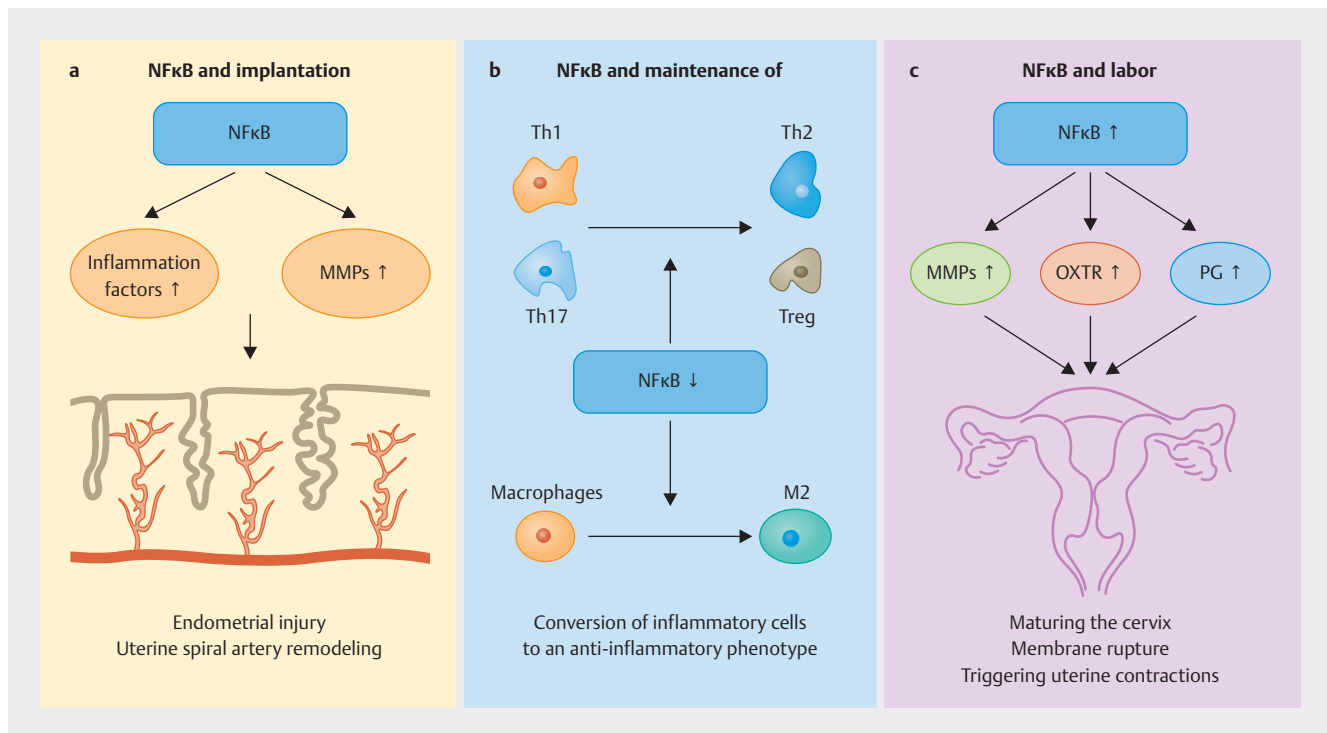 a NFκB and implantation
NFκB
Inflammation
factors ↑
MMPs ↑
Endometrial injury
Uterine spiral artery remodeling
b NFκB and maintenance of
Th1
Th2
Th17
Treg
NFκB ↓
Macrophages
M2
Conversion of inflammatory cells
to an anti-inflammatory phenotype
c NFκB and labor
NFκB ↑
MMPs ↑
OXTR ↑
PG ↑
Maturing the cervix
Membrane rupture
Triggering uterine contractions